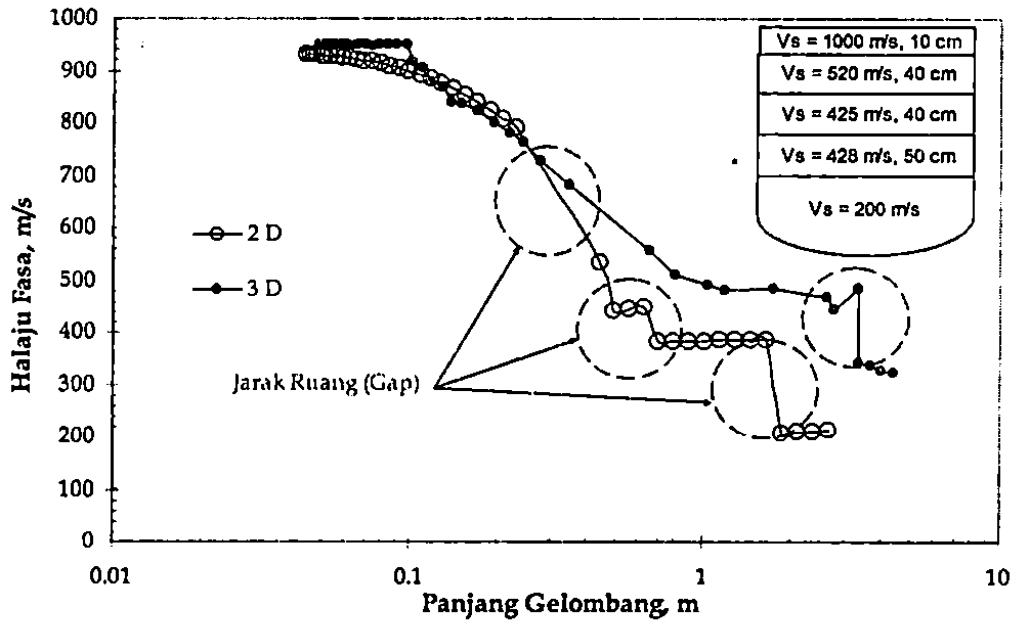 1000
900
800
700
600
500
400
300
200
100
0
Halaju Fasa, m/s
0.01
0.1
1
10
Panjang Gelombang, m
2 D
3 D
Jarak Ruang (Gap)
Vs = 1000 m/s, 10 cm
Vs = 520 m/s, 40 cm
Vs = 425 m/s, 40 cm
Vs = 428 m/s, 50 cm
Vs = 200 m/s